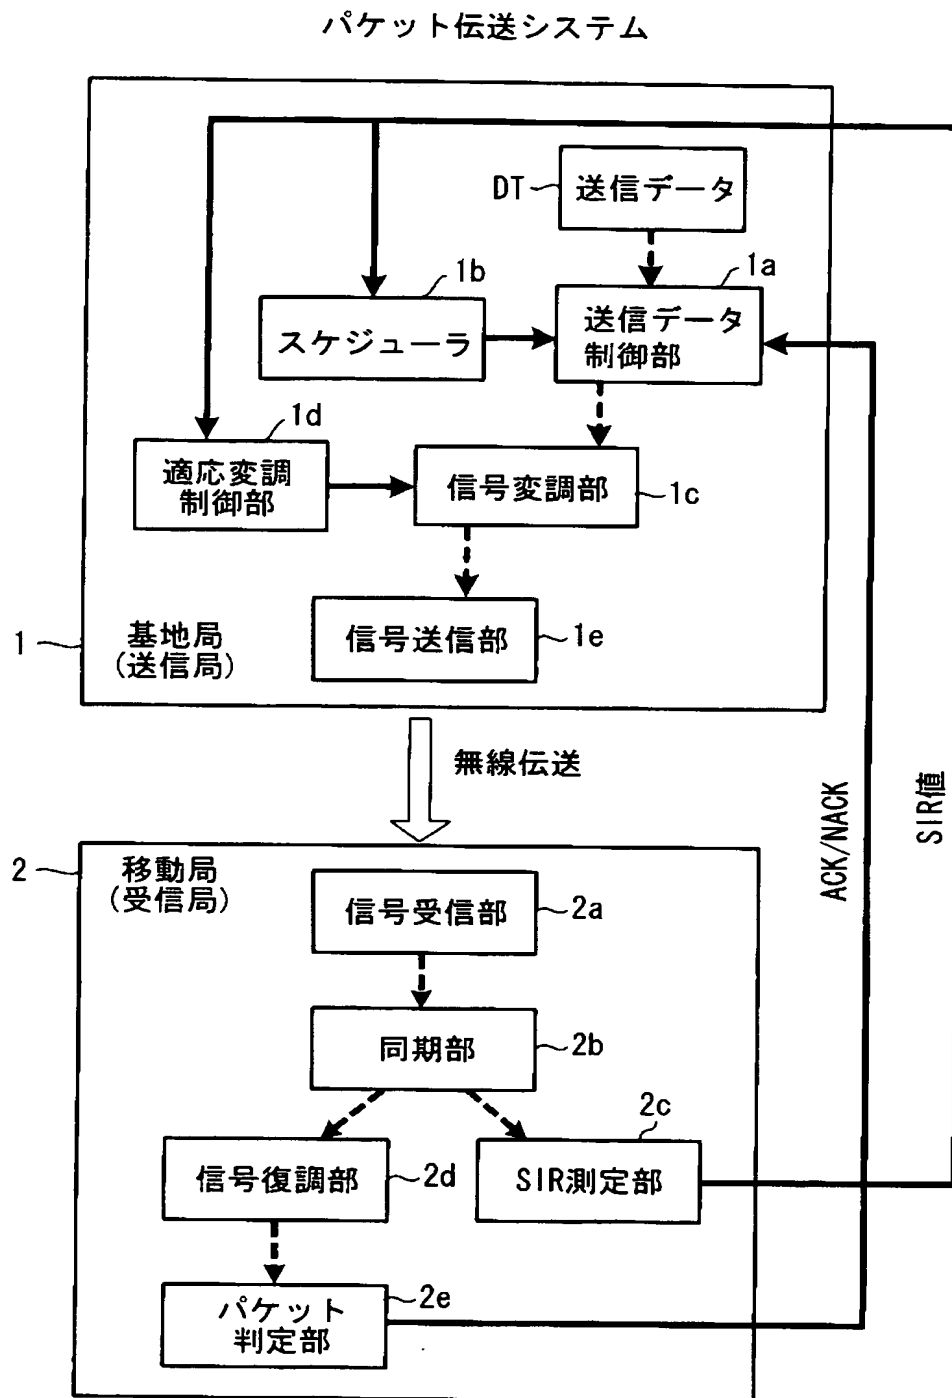 パケット伝送システム
DT
送信データ
1b
1a
スケジューラ
送信データ
制御部
1d
適応変調
制御部
信号変調部
1c
1
基地局
(送信局)
信号送信部
1e
無線伝送
ACK/NACK
SIR値
2
移動局
(受信局)
信号受信部
2a
同期部
2b
2c
信号復調部
2d
SIR測定部
パケット
判定部
2e